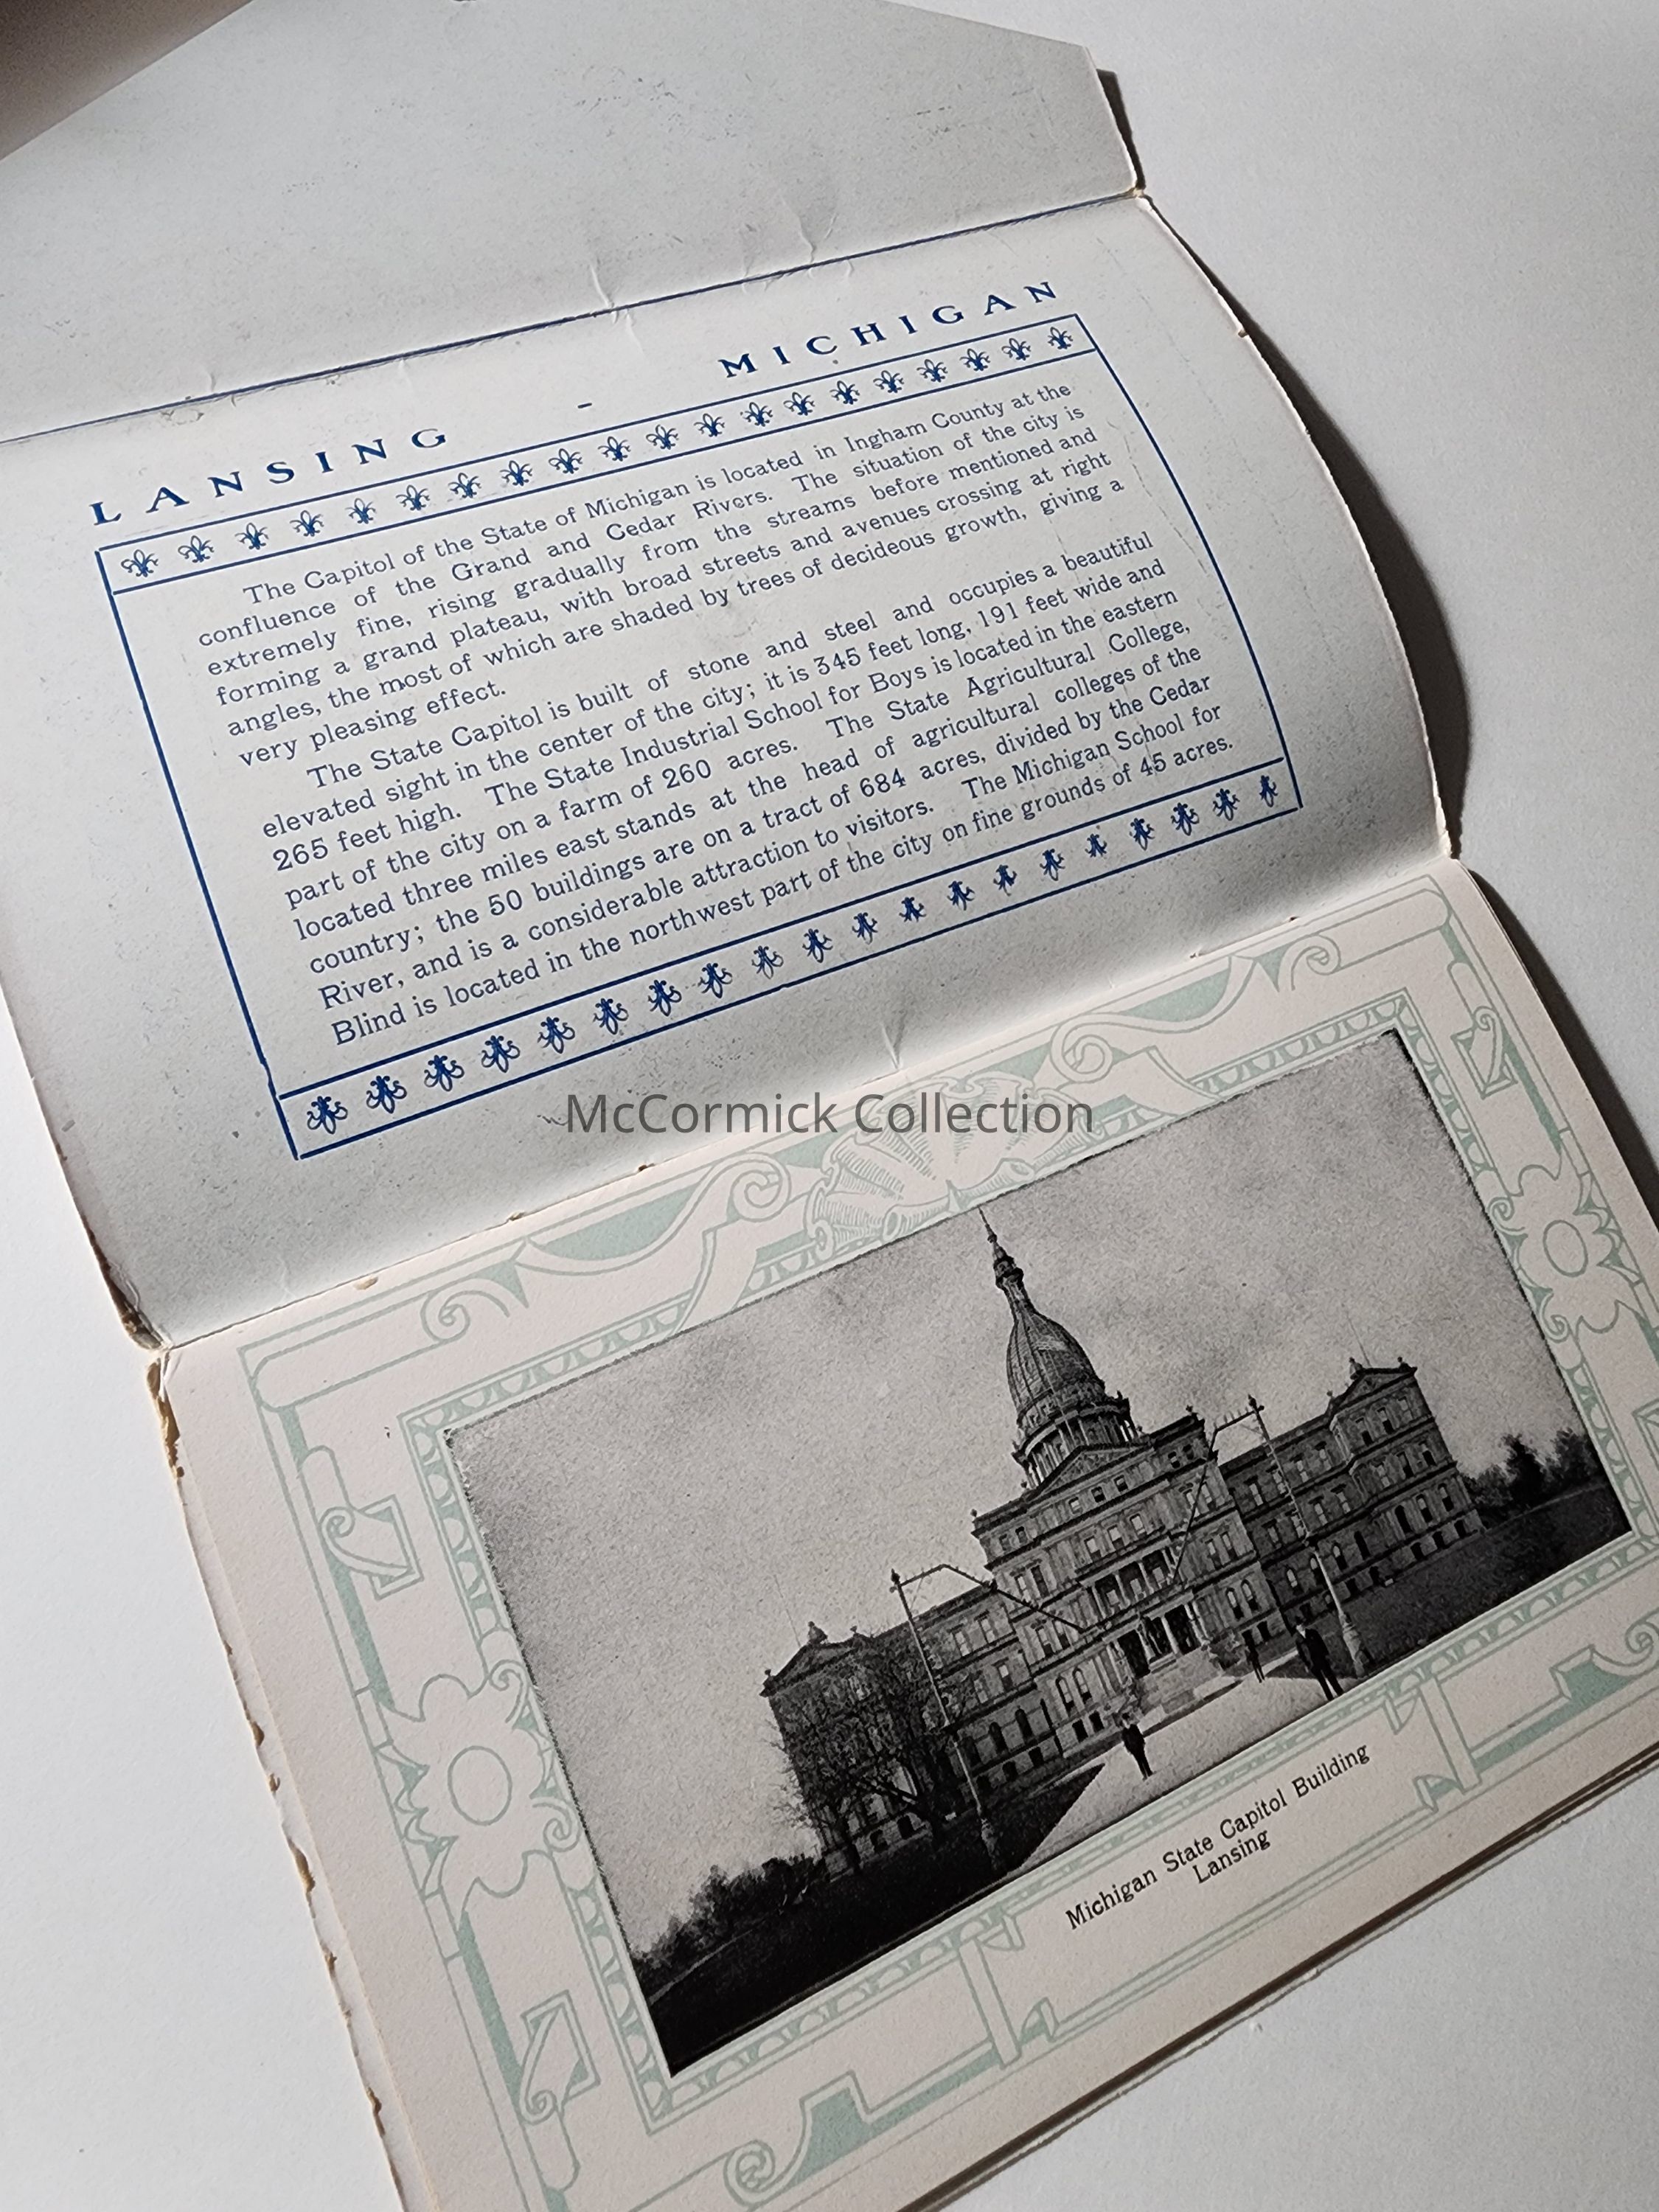 LANSING - MICHIGAN
The Capitol of the State of Michigan is located in Ingham County at the
confluence of the Grand and Cedar Rivers. The situation of the city is
extremely fine, rising gradually from the streams before mentioned and
forming a grand plateau, with broad streets and avenues crossing at right
angles, the most of which are shaded by trees of decideous growth, giving a
very pleasing effect.
The State Capitol is built of stone and steel and occupies a beautiful
elevated sight in the center of the city; it is 345 feet long, 191 feet wide and
265 feet high. The State Industrial School for Boys is located in the eastern
part of the city on a farm of 260 acres. The State Agricultural College,
located three miles east stands at the head of agricultural colleges of the
country; the 50 buildings are on a tract of 684 acres, divided by the Cedar
River, and is a considerable attraction to visitors. The Michigan School for
Blind is located in the northwest part of the city on fine grounds of 45 acres.
McCormick Collection
Michigan State Capitol Building
Lansing